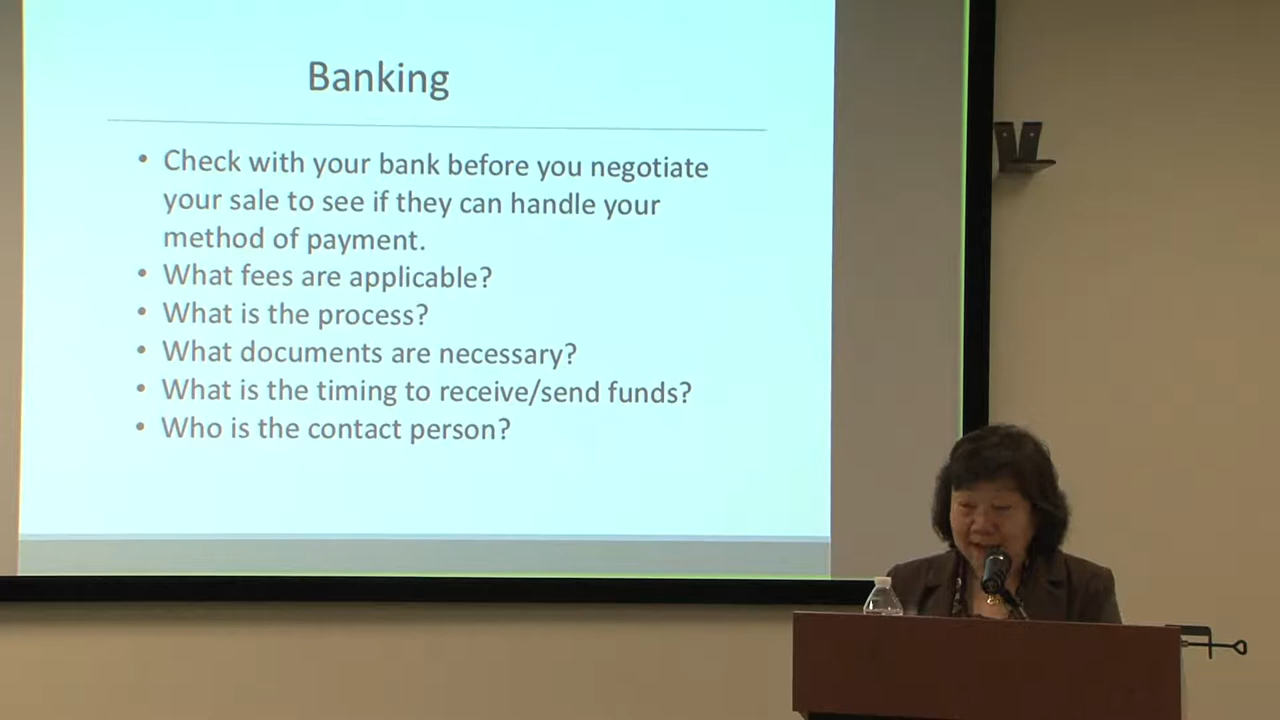 Banking
• Check with your bank before you negotiate
your sale to see if they can handle your
method of payment.
• What fees are applicable?
• What is the process?
• What documents are necessary?
• What is the timing to receive/send funds?
• Who is the contact person?